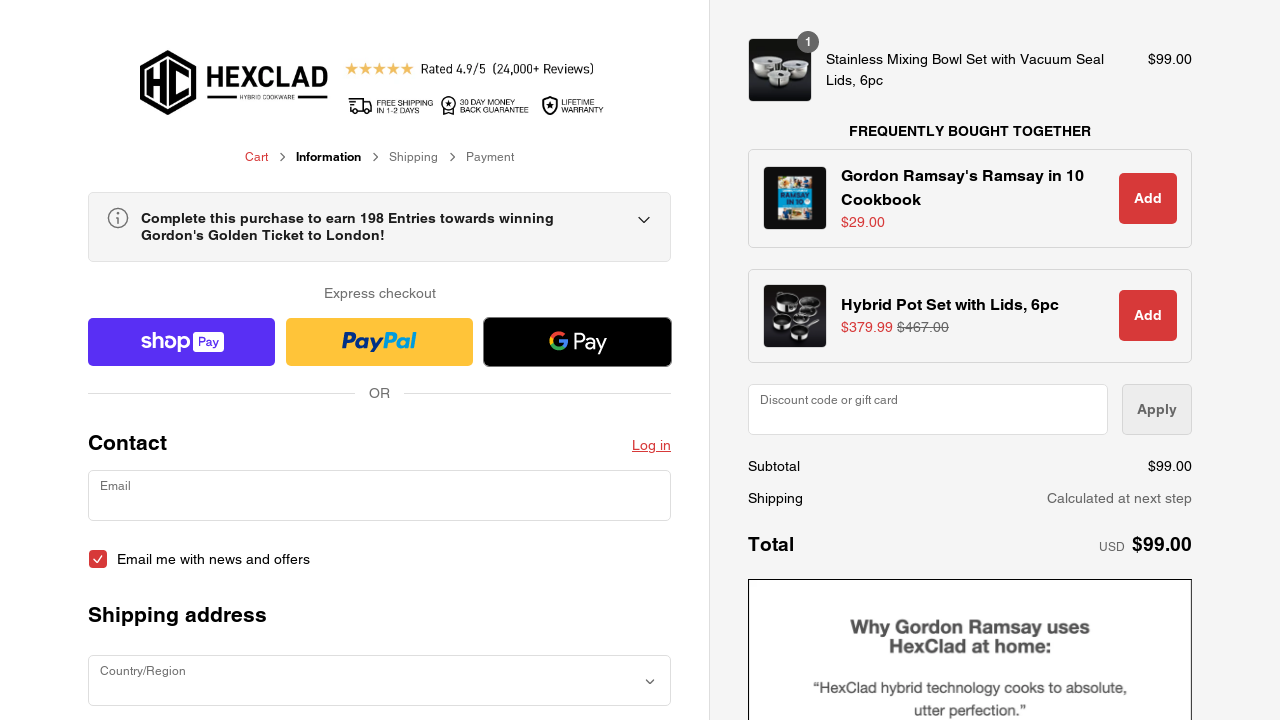 HEXCLAD
HYBRID COOKWARE
Rated 4.9/5 (24,000+ Reviews)
FREE SHIPPING
IN 1-2 DAYS
30 DAY MONEY
BACK GUARANTEE
LIFETIME
WARRANTY
Cart
Information
Shipping
Payment
Complete this purchase to earn 198 Entries towards winning
Gordon's Golden Ticket to London!
Express checkout
shop Pay
PayPal
G Pay
OR
Contact
Log in
Email
Email me with news and offers
Shipping address
Country/Region
1
Stainless Mixing Bowl Set with Vacuum Seal
Lids, 6pc
$99.00
FREQUENTLY BOUGHT TOGETHER
RAMSAY
IN 10
Gordon Ramsay's Ramsay in 10
Cookbook
$29.00
Add
Hybrid Pot Set with Lids, 6pc
$379.99 $467.00
Add
Discount code or gift card
Apply
Subtotal
$99.00
Shipping
Calculated at next step
Total
USD $99.00
Why Gordon Ramsay uses
HexClad at home:
“HexClad hybrid technology cooks to absolute,
utter perfection.”